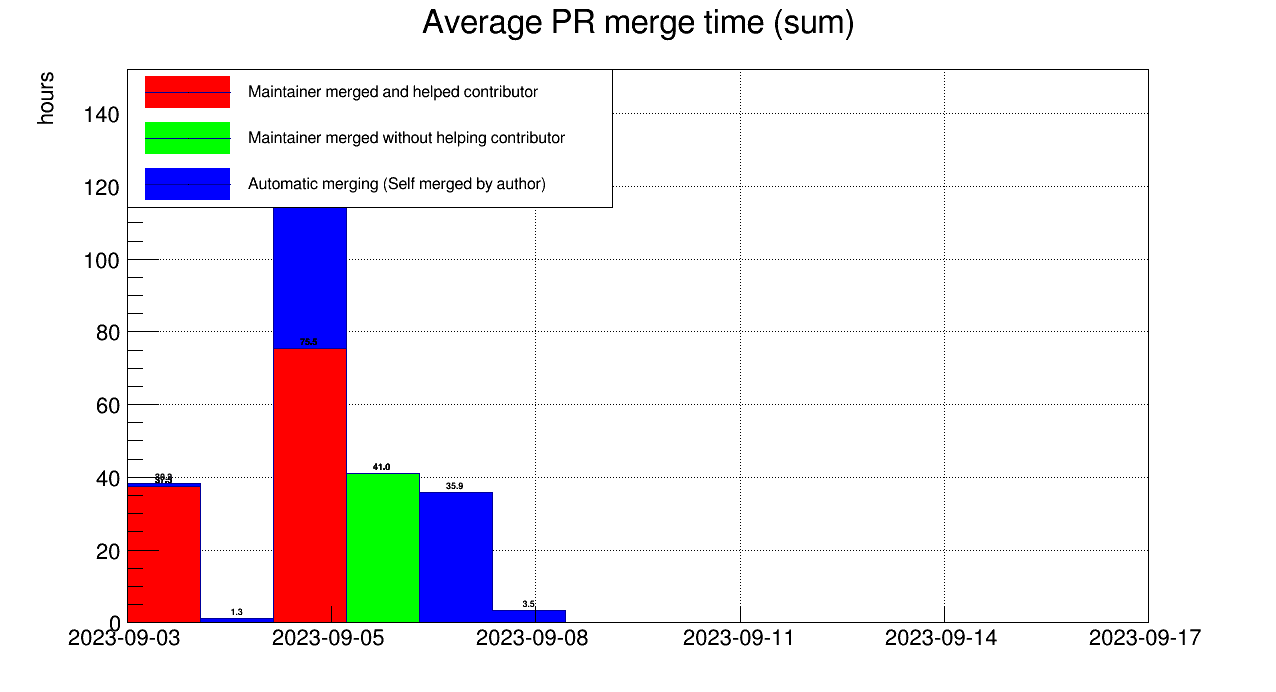 Average PR merge time (sum)
hours
Maintainer merged and helped contributor
Maintainer merged without helping contributor
Automatic merging (Self merged by author)
140
120
100
80
60
40
20
0
75.5
41.0
35.9
1.3
3.5
2023-09-03 2023-09-05 2023-09-08 2023-09-11 2023-09-14 2023-09-17